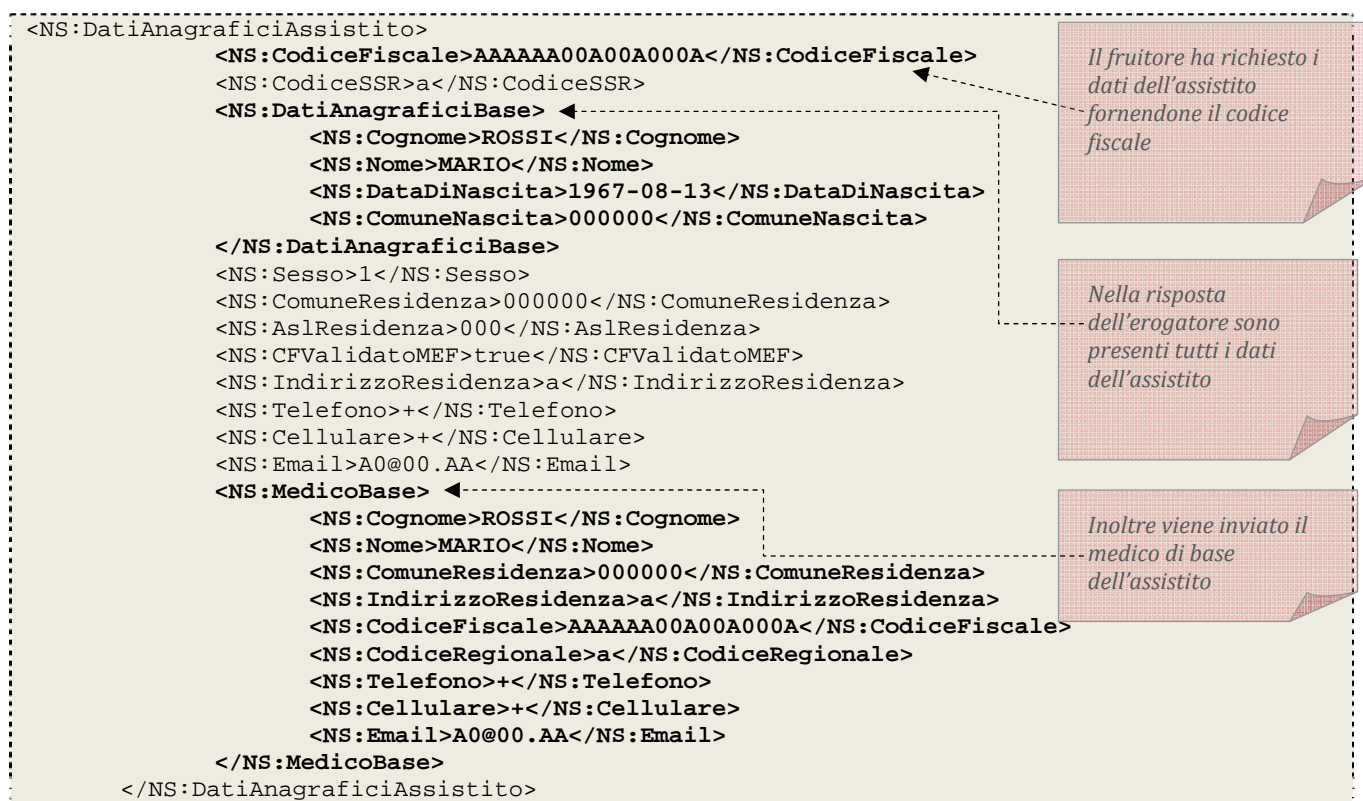 <NS:DatiAnagraficiAssistito>
<NS:CodiceFiscale>AAAAAA00A00A000A</NS:CodiceFiscale>
<NS:CodiceSSR>a</NS:CodiceSSR>
<NS:DatiAnagraficiBase>
<NS:Cognome>ROSSI</NS:Cognome>
<NS:Nome>MARIO</NS:Nome>
<NS:DataDiNascita>1967-08-13</NS:DataDiNascita>
<NS:ComuneNascita>000000</NS:ComuneNascita>
</NS:DatiAnagraficiBase>
<NS:Sesso>1</NS:Sesso>
<NS:ComuneResidenza>000000</NS:ComuneResidenza>
<NS:AslResidenza>000</NS:AslResidenza>
<NS:CFValidatoMEF>true</NS:CFValidatoMEF>
<NS:IndirizzoResidenza>a</NS:IndirizzoResidenza>
<NS:Telefono>+</NS:Telefono>
<NS:Cellulare>+</NS:Cellulare>
<NS:Email>A0@00.AA</NS:Email>
<NS:MedicoBase>
<NS:Cognome>ROSSI</NS:Cognome>
<NS:Nome>MARIO</NS:Nome>
<NS:ComuneResidenza>000000</NS:ComuneResidenza>
<NS:IndirizzoResidenza>a</NS:IndirizzoResidenza>
<NS:CodiceFiscale>AAAAAA00A00A000A</NS:CodiceFiscale>
<NS:CodiceRegionale>a</NS:CodiceRegionale>
<NS:Telefono>+</NS:Telefono>
<NS:Cellulare>+</NS:Cellulare>
<NS:Email>A0@00.AA</NS:Email>
</NS:MedicoBase>
</NS:DatiAnagraficiAssistito>
Il fruitore ha richiesto i
dati dell'assistito
fornendone il codice
fiscale
Nella risposta
dell'erogatore sono
presenti tutti i dati
dell'assistito
Inoltre viene inviato il
medico di base
dell'assistito